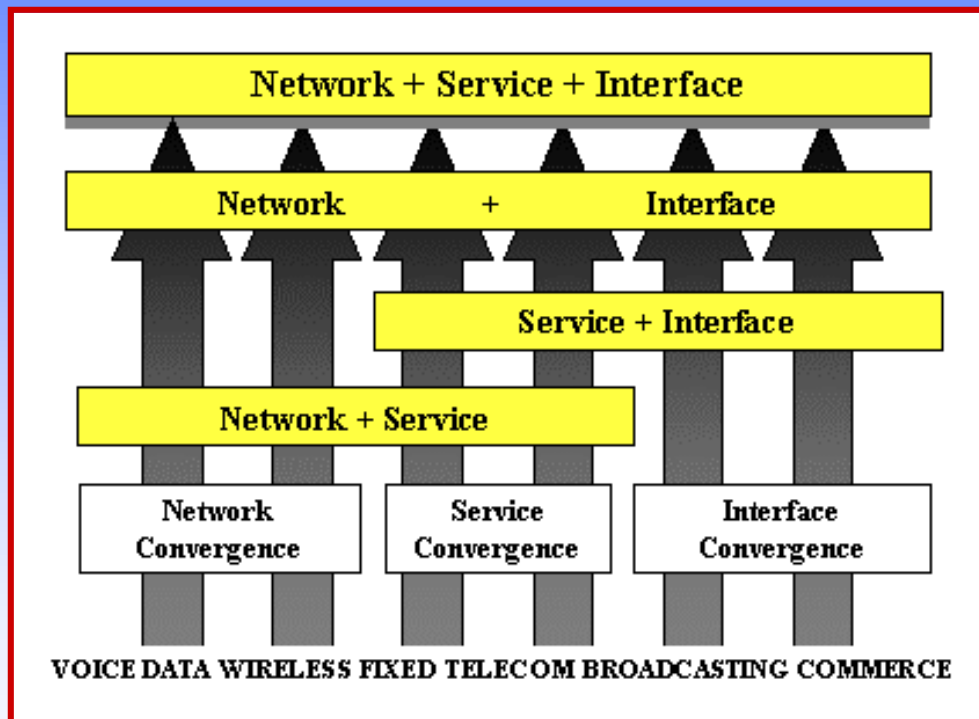 Network + Service + Interface
Network + Interface
Service + Interface
Network + Service
Network
Convergence
Service
Convergence
Interface
Convergence
VOICE DATA WIRELESS FIXED TELECOM BROADCASTING COMMERCE